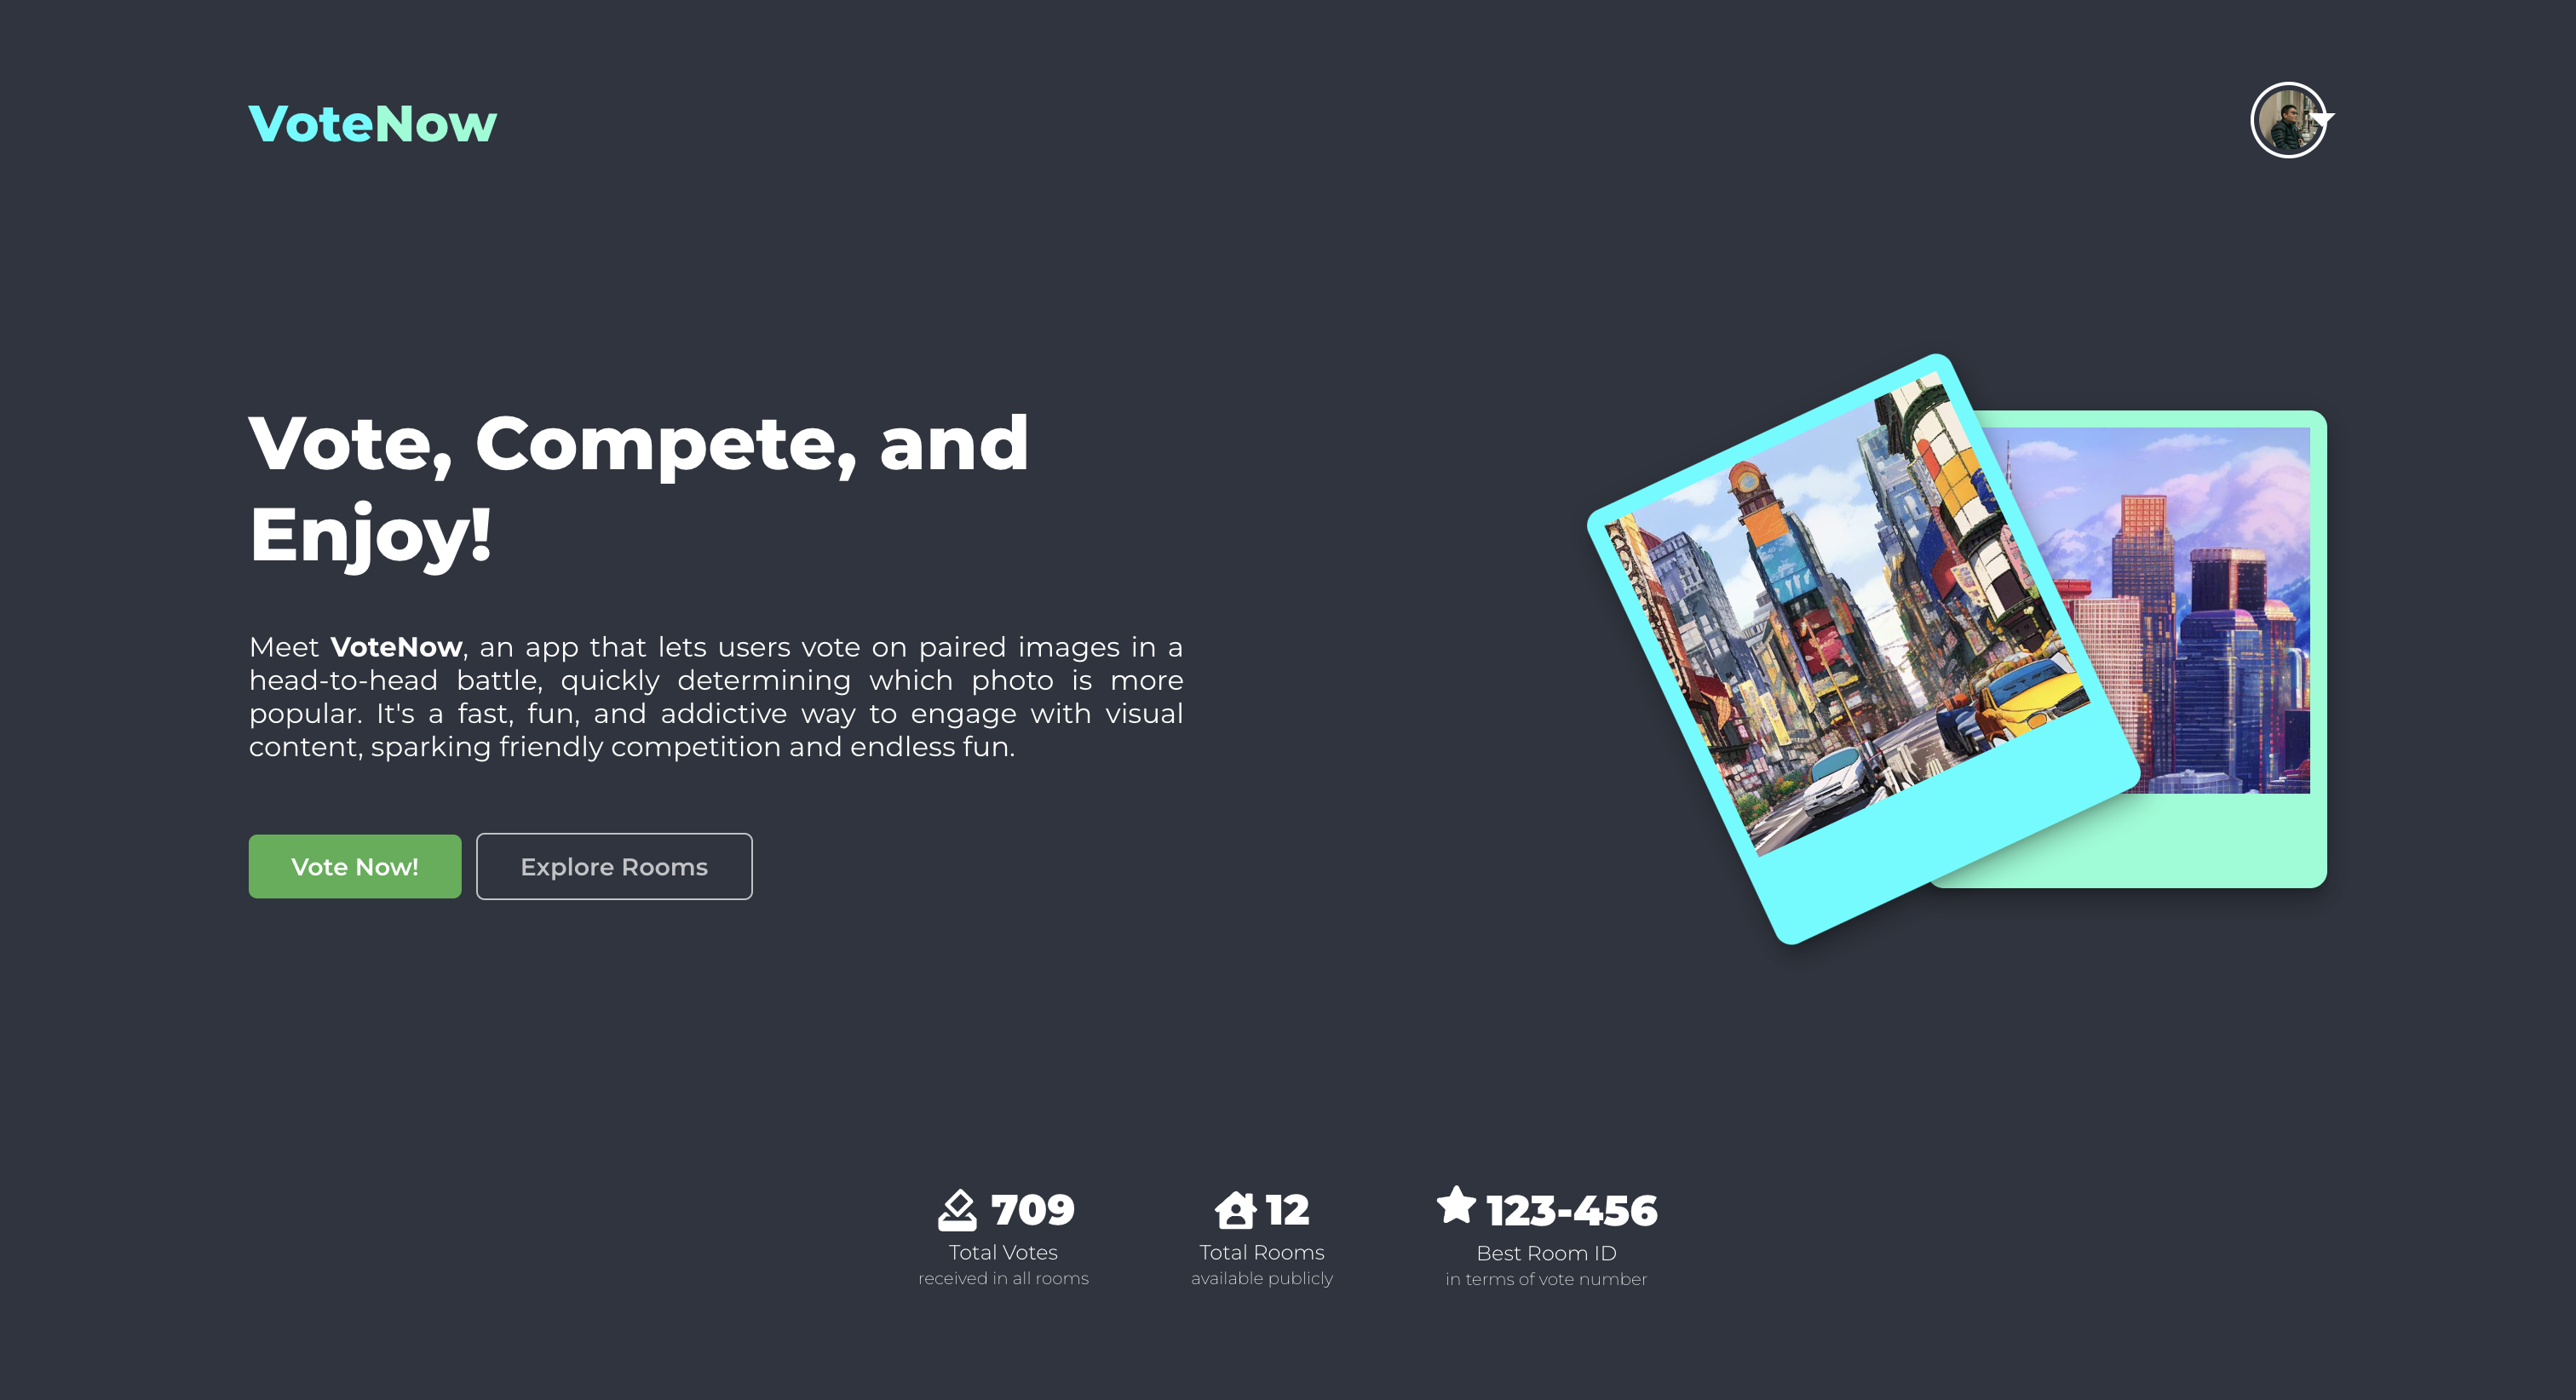 VoteNow
Vote, Compete, and
Enjoy!
Meet VoteNow, an app that lets users vote on paired images in a
head-to-head battle, quickly determining which photo is more
popular. It's a fast, fun, and addictive way to engage with visual
content, sparking friendly competition and endless fun.
Vote Now!
Explore Rooms
709
Total Votes
received in all rooms
12
Total Rooms
available publicly
123-456
Best Room ID
in terms of vote number